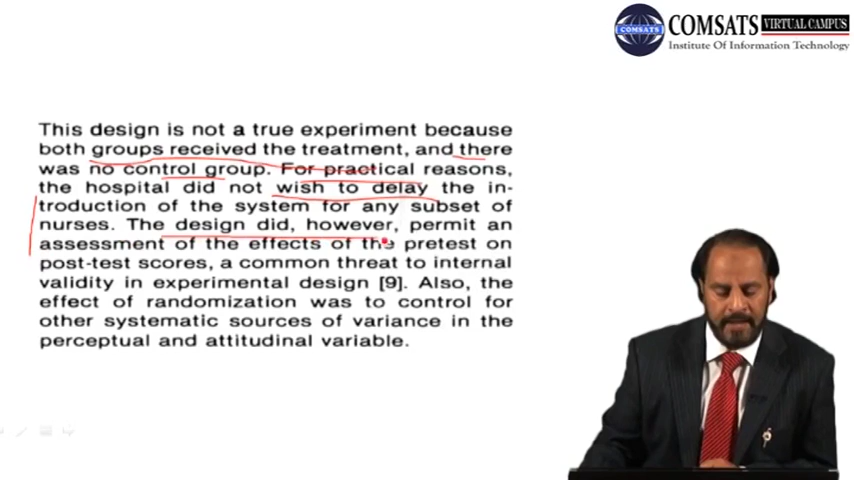 COMSATS
COMSATS VIRTUAL CAMPUS
Institute Of Information Technology
This design is not a true experiment because
both groups received the treatment, and there
was no control group. For practical reasons,
the hospital did not wish to delay the in-
troduction of the system for any subset of
nurses. The design did, however, permit an
assessment of the effects of the pretest on
post-test scores, a common threat to internal
validity in experimental design [9]. Also, the
effect of randomization was to control for
other systematic sources of variance in the
perceptual and attitudinal variable.